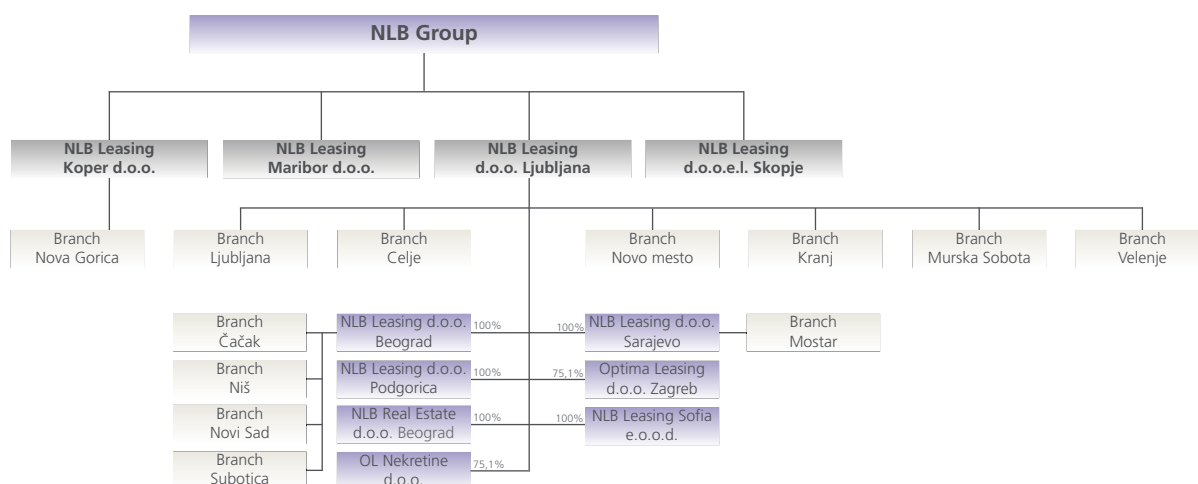 NLB Group
NLB Leasing
Koper d.o.o.
NLB Leasing
Maribor d.o.o.
NLB Leasing
d.o.o. Ljubljana
NLB Leasing
d.o.o.e.l. Skopje
Branch
Nova Gorica
Branch
Ljubljana
Branch
Celje
Branch
Novo mesto
Branch
Kranj
Branch
Murska Sobota
Branch
Velenje
Branch
Čačak
NLB Leasing d.o.o.
Beograd
100%
100%
NLB Leasing d.o.o.
Sarajevo
Branch
Mostar
Branch
Niš
NLB Leasing d.o.o.
Podgorica
100%
75,1%
Optima Leasing
d.o.o. Zagreb
Branch
Novi Sad
NLB Real Estate
d.o.o. Beograd
100%
100%
NLB Leasing Sofia
e.o.o.d.
Branch
Subotica
OL Nekretine
d.o.o.
75,1%